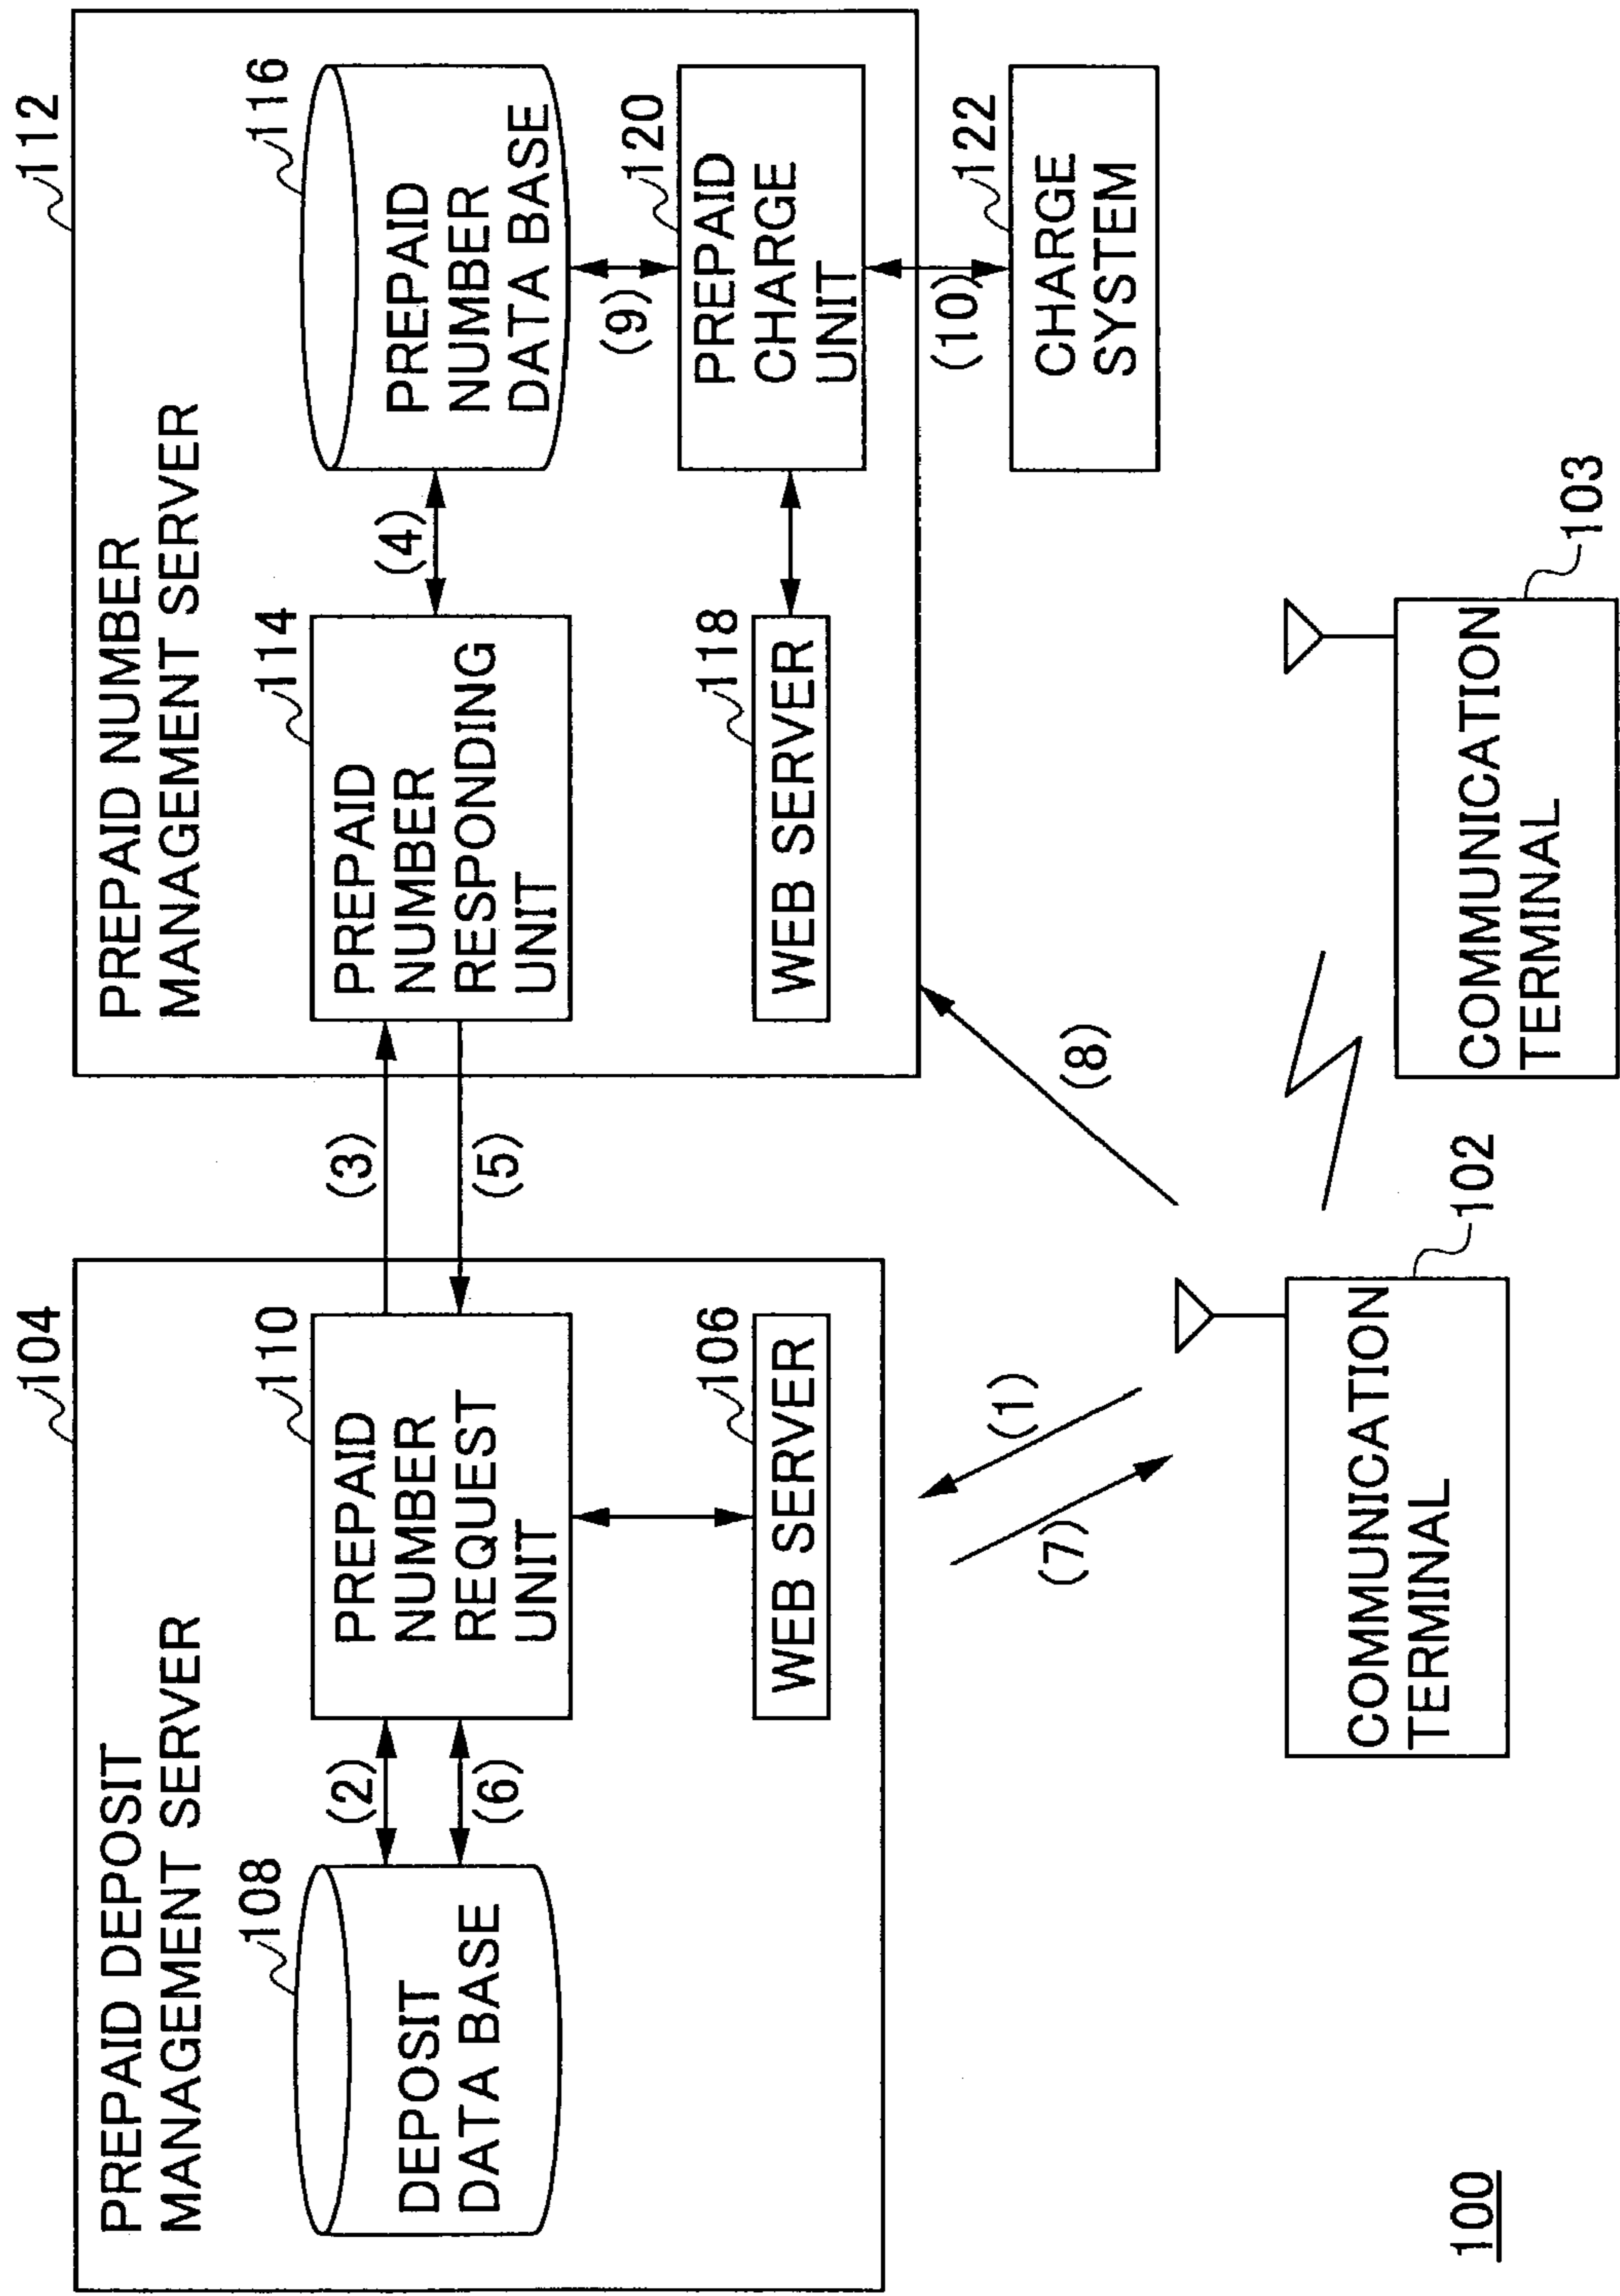 104
PREPAID DEPOSIT
MANAGEMENT SERVER
108
DEPOSIT
DATA BASE
(2)
(6)
110
PREPAID
NUMBER
REQUEST
UNIT
106
WEB SERVER
(3)
(5)
112
PREPAID NUMBER
MANAGEMENT SERVER
114
PREPAID
NUMBER
RESPONDING
UNIT
(4)
116
PREPAID
NUMBER
DATA BASE
(9)
118
WEB SERVER
120
PREPAID
CHARGE
UNIT
(10)
122
CHARGE
SYSTEM
(1)
(7)
(8)
102
COMMUNICATION
TERMINAL
103
COMMUNICATION
TERMINAL
100